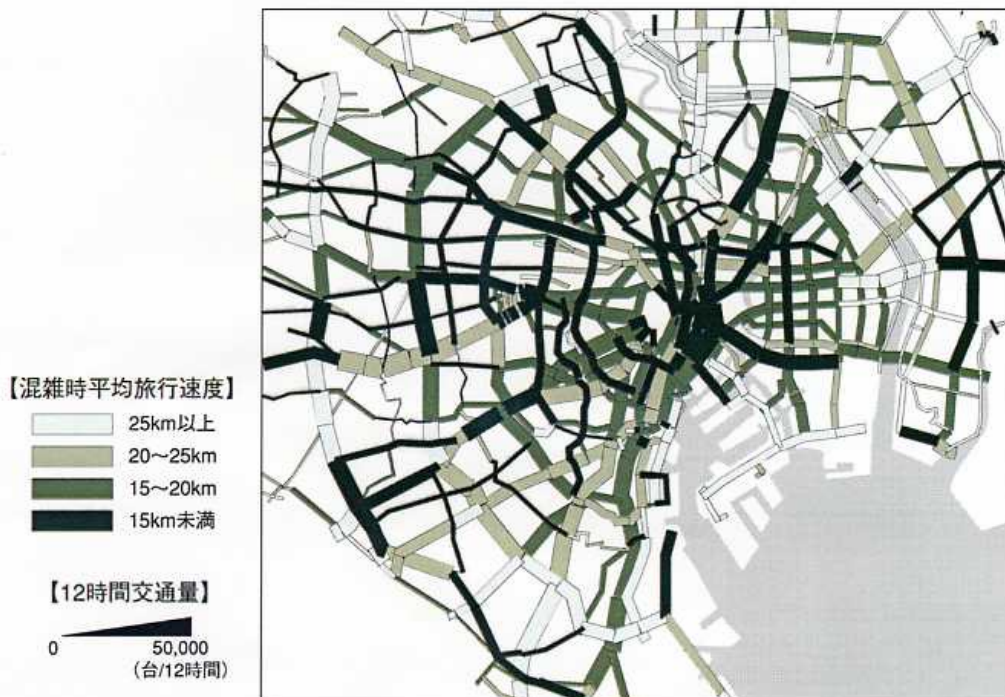 【混雑時平均旅行速度】
25km以上
20〜25km
15〜20km
15km未満
【12時間交通量】
0 50,000
(台/12時間)